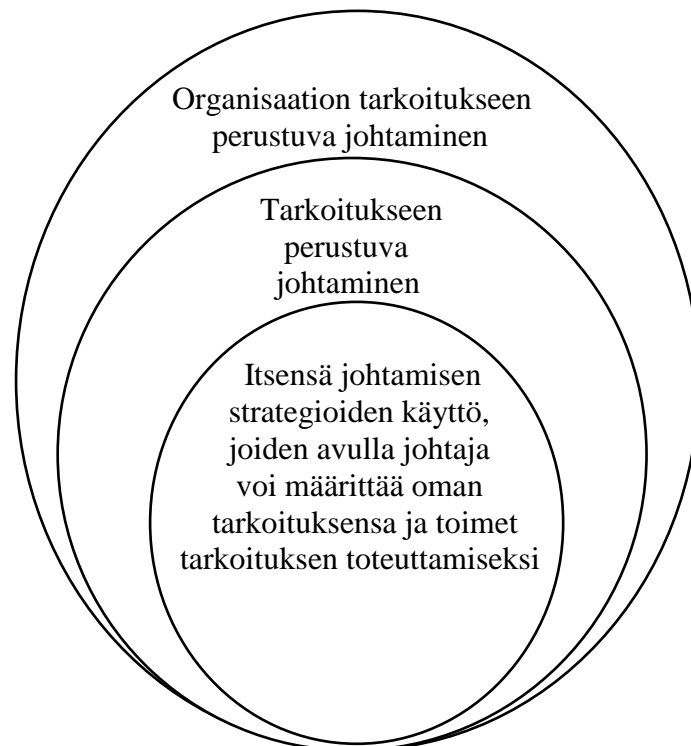 Organisaation tarkoitukseen
perustuva johtaminen
Tarkoitukseen
perustuva
johtaminen
Itsensä johtamisen
strategioiden käyttö,
joiden avulla johtaja
voi määrittää oman
tarkoituksensa ja toimet
tarkoituksen toteuttamiseksi